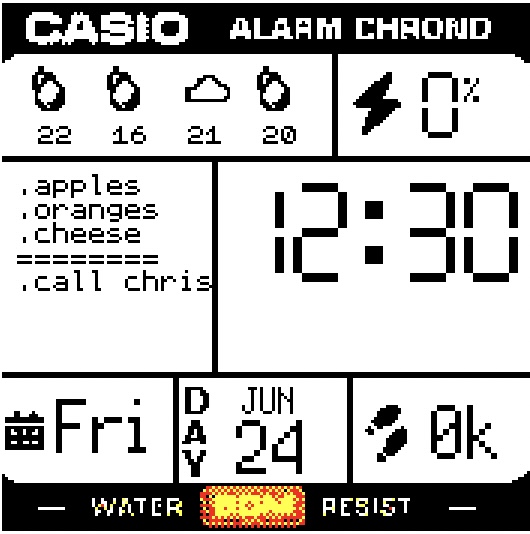 CASIO ALARM CHRONO
22 16 21 20
0%
.apples
.oranges
.cheese
========
.call chris
12:30
Fri
DAY
JUN
24
0k
— WATER RESIST —